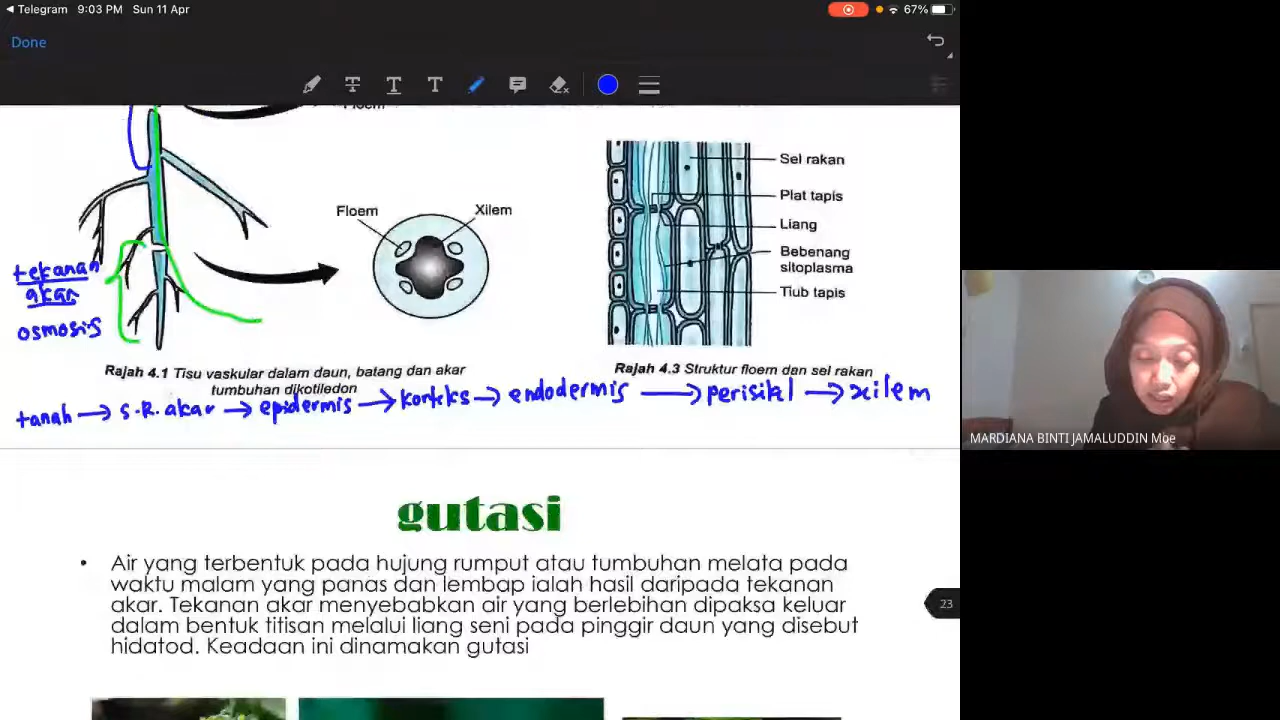 Telegram 9:03 PM Sun 11 Apr 67%
Done
T T T
Floem
Floem Xilem
Sel rakan
Plat tapis
Liang
Bebenang
sitoplasma
Tiub tapis
tekanan
akar
osmosis
Rajah 4.1 Tisu vaskular dalam daun, batang dan akar
tumbuhan dikotiledon
Rajah 4.3 Struktur floem dan sel rakan
tanah → s.R. akar → epidermis → korteks → endodermis → perisikl → xilem
MARDIANA BINTI JAMALUDDIN Moe
gutasi
• Air yang terbentuk pada hujung rumput atau tumbuhan melata pada
waktu malam yang panas dan lembap ialah hasil daripada tekanan
akar. Tekanan akar menyebabkan air yang berlebihan dipaksa keluar
dalam bentuk titisan melalui liang seni pada pinggir daun yang disebut
hidatod. Keadaan ini dinamakan gutasi
23